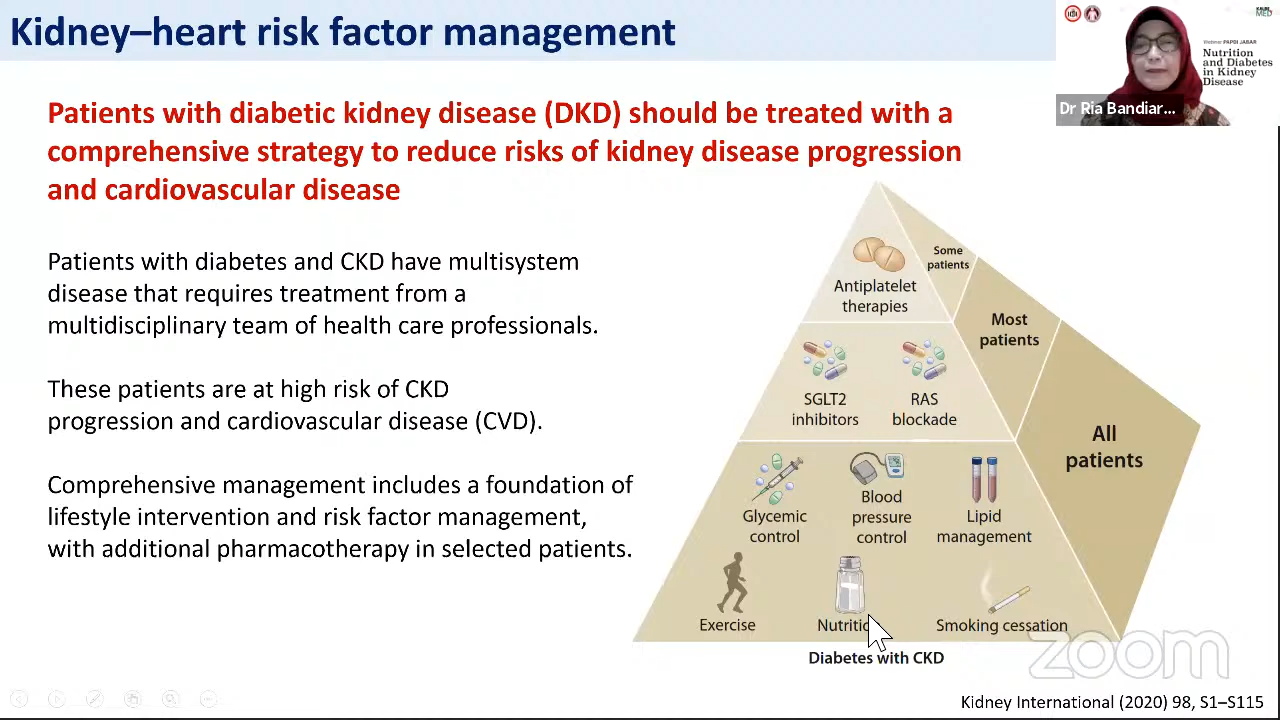 Kidney–heart risk factor management
Webinar PAPDI JABAR
Nutrition
and Diabetes
in Kidney
Disease
Dr Ria Bandiar...
Patients with diabetic kidney disease (DKD) should be treated with a
comprehensive strategy to reduce risks of kidney disease progression
and cardiovascular disease
Patients with diabetes and CKD have multisystem
disease that requires treatment from a
multidisciplinary team of health care professionals.
These patients are at high risk of CKD
progression and cardiovascular disease (CVD).
Comprehensive management includes a foundation of
lifestyle intervention and risk factor management,
with additional pharmacotherapy in selected patients.
Some
patients
Antiplatelet
therapies
Most
patients
SGLT2
inhibitors
RAS
blockade
All
patients
Glycemic
control
Blood
pressure
control
Lipid
management
Exercise
Nutritio
Smoking cessation
Diabetes with CKD
zoom
Kidney International (2020) 98, S1–S115